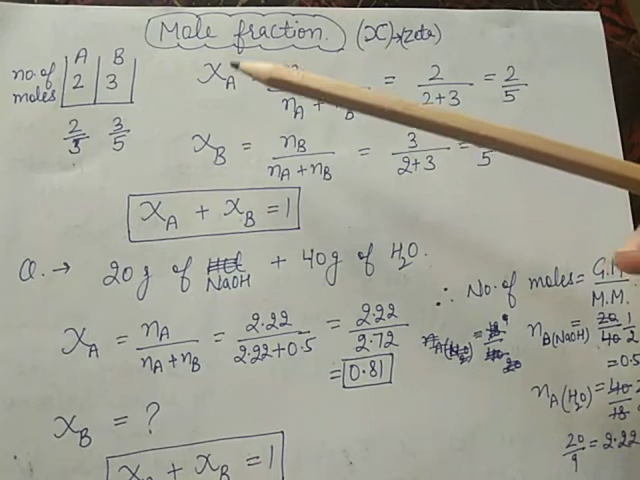 Mole fraction. (x)→(Zeta)
A B
no. of moles 2 3
2/3 3/5
x_A = n_A + n_B = 2/(2+3) = 2/5
x_B = n_B/(n_A + n_B) = 3/(2+3) = 5
x_A + x_B = 1
Q. → 20g of NaOH + 40g of H₂O.
∴ No. of moles = G.M/M.M.
x_A = n_A/(n_A + n_B) = 2.22/(2.22+0.5) = 2.22/2.72
= 0.81
n_B(NaOH) = 20/40 1/2
= 0.5
n_A(H₂O) = 40/18
20/9 = 2.22
x_B = ?
x_A + x_B = 1